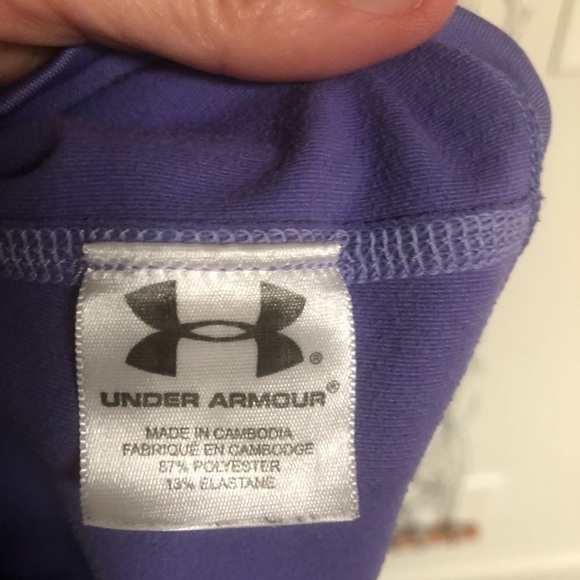 UNDER ARMOUR®
MADE IN CAMBODIA
FABRIQUÉ EN CAMBODGE
87% POLYESTER
13% ELASTANE